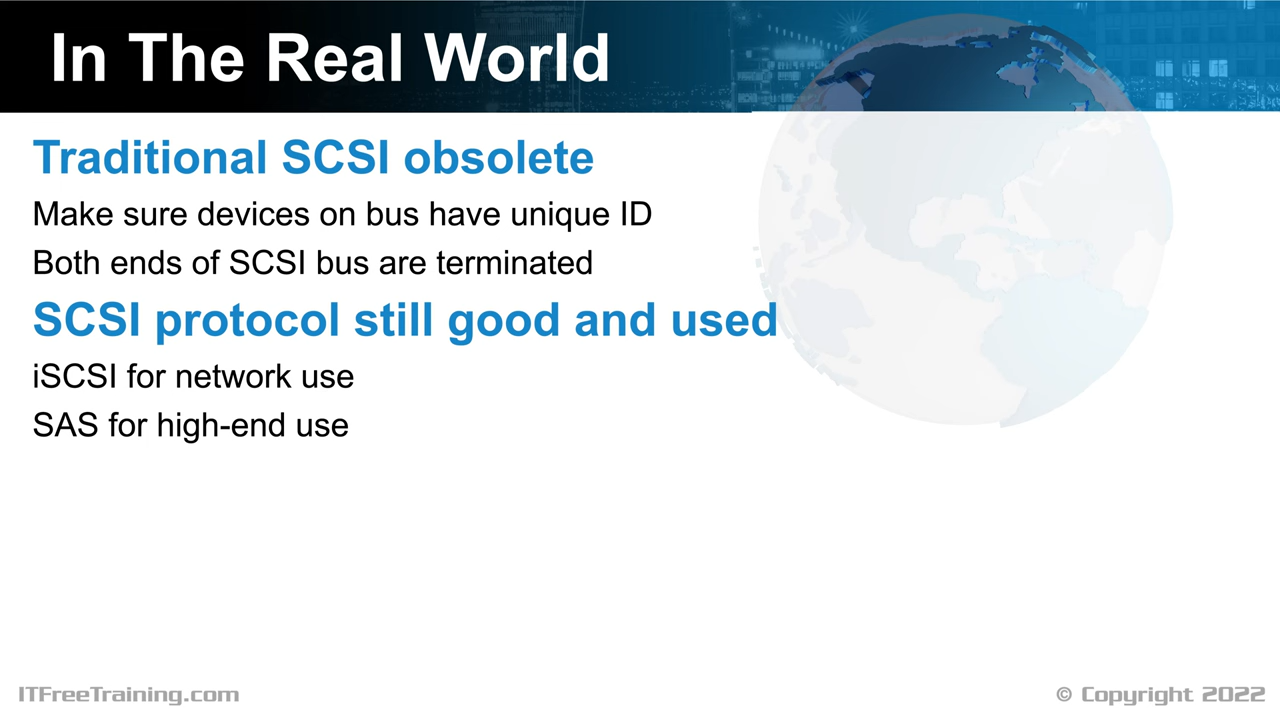 In The Real World
Traditional SCSI obsolete
Make sure devices on bus have unique ID
Both ends of SCSI bus are terminated
SCSI protocol still good and used
iSCSI for network use
SAS for high-end use
ITFreeTraining.com
© Copyright 2022